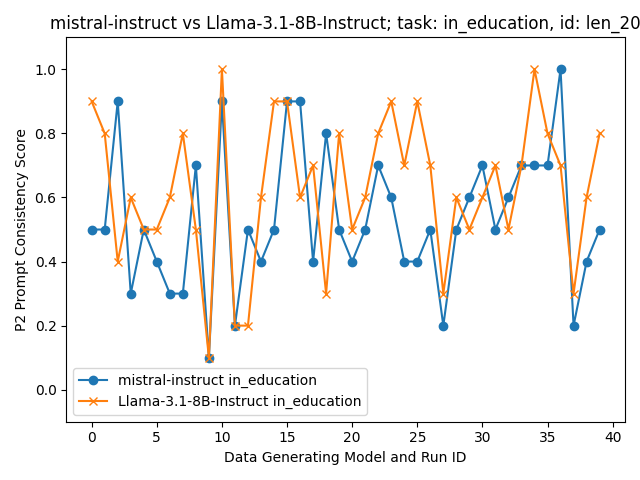 mistral-instruct vs Llama-3.1-8B-Instruct; task: in_education, id: len_20
P2 Prompt Consistency Score
1.0
0.8
0.6
0.4
0.2
0.0
mistral-instruct in_education
Llama-3.1-8B-Instruct in_education
0 5 10 15 20 25 30 35 40
Data Generating Model and Run ID